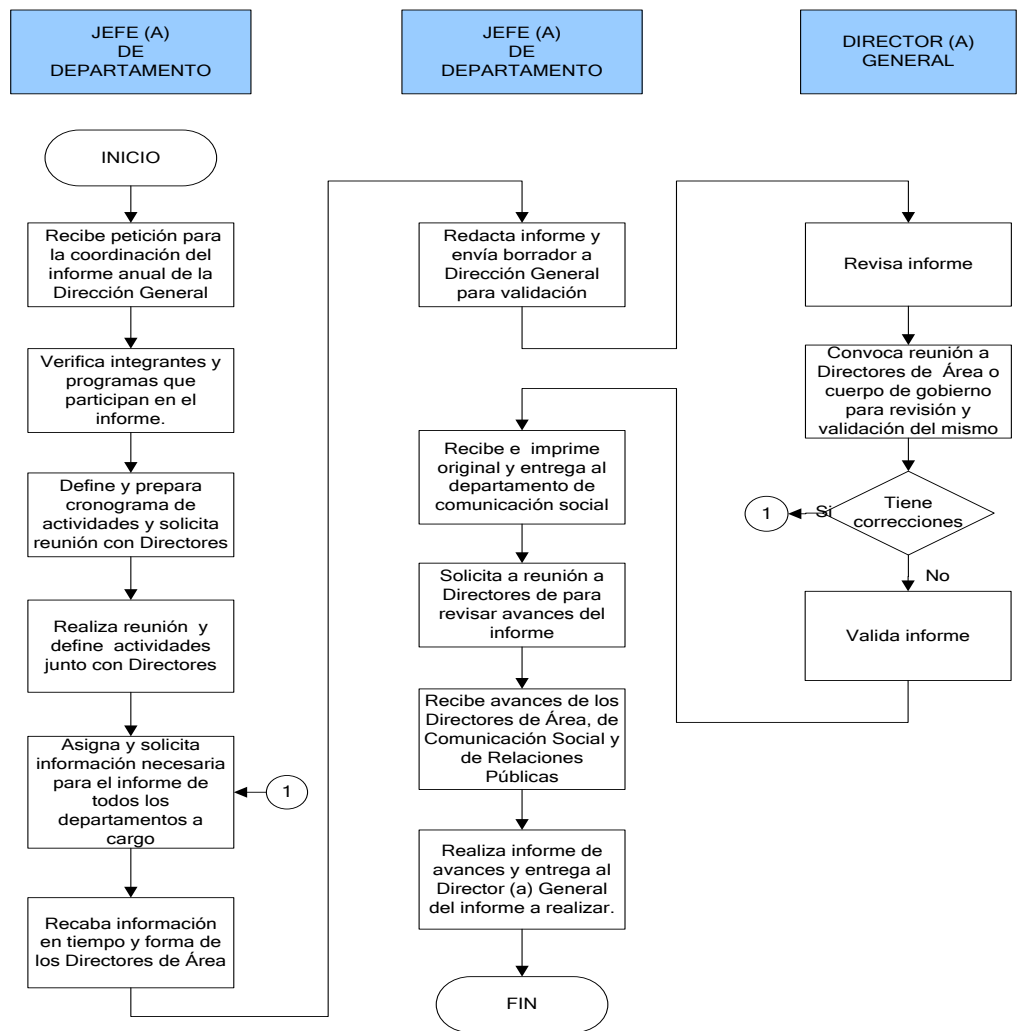 JEFE (A)
DE
DEPARTAMENTO
JEFE (A)
DE
DEPARTAMENTO
DIRECTOR (A)
GENERAL
INICIO
Recibe petición para
la coordinación del
informe anual de la
Dirección General
Verifica integrantes y
programas que
participan en el
informe.
Define y prepara
cronograma de
actividades y solicita
reunión con Directores
Realiza reunión y
define actividades
junto con Directores
Asigna y solicita
información necesaria
para el informe de
todos los
departamentos a
cargo
1
Recaba información
en tiempo y forma de
los Directores de Área
Redacta informe y
envía borrador a
Dirección General
para validación
Recibe e imprime
original y entrega al
departamento de
comunicación social
Solicita a reunión a
Directores de para
revisar avances del
informe
Recibe avances de los
Directores de Área, de
Comunicación Social y
de Relaciones
Públicas
Realiza informe de
avances y entrega al
Director (a) General
del informe a realizar.
FIN
Revisa informe
Convoca reunión a
Directores de Área o
cuerpo de gobierno
para revisión y
validación del mismo
Tiene
correcciones
Si
1
No
Valida informe